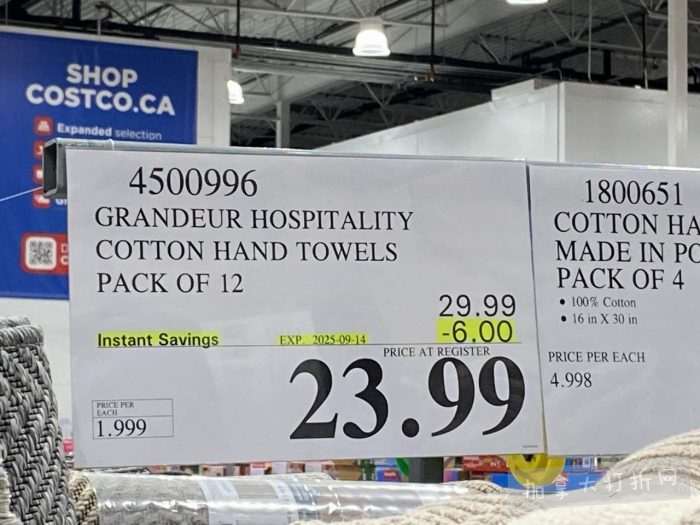 SHOP
COSTCO.CA
Expanded selection
4500996
GRANDEUR HOSPITALITY
COTTON HAND TOWELS
PACK OF 12
29.99
Instant Savings EXP. 2025-09-14 -6.00
PRICE AT REGISTER
23.99
PRICE PER
EACH
1.999
1800651
COTTON HA
MADE IN PO
PACK OF 4
• 100% Cotton
• 16 in X 30 in
PRICE PER EACH
4.998
加拿大打折网